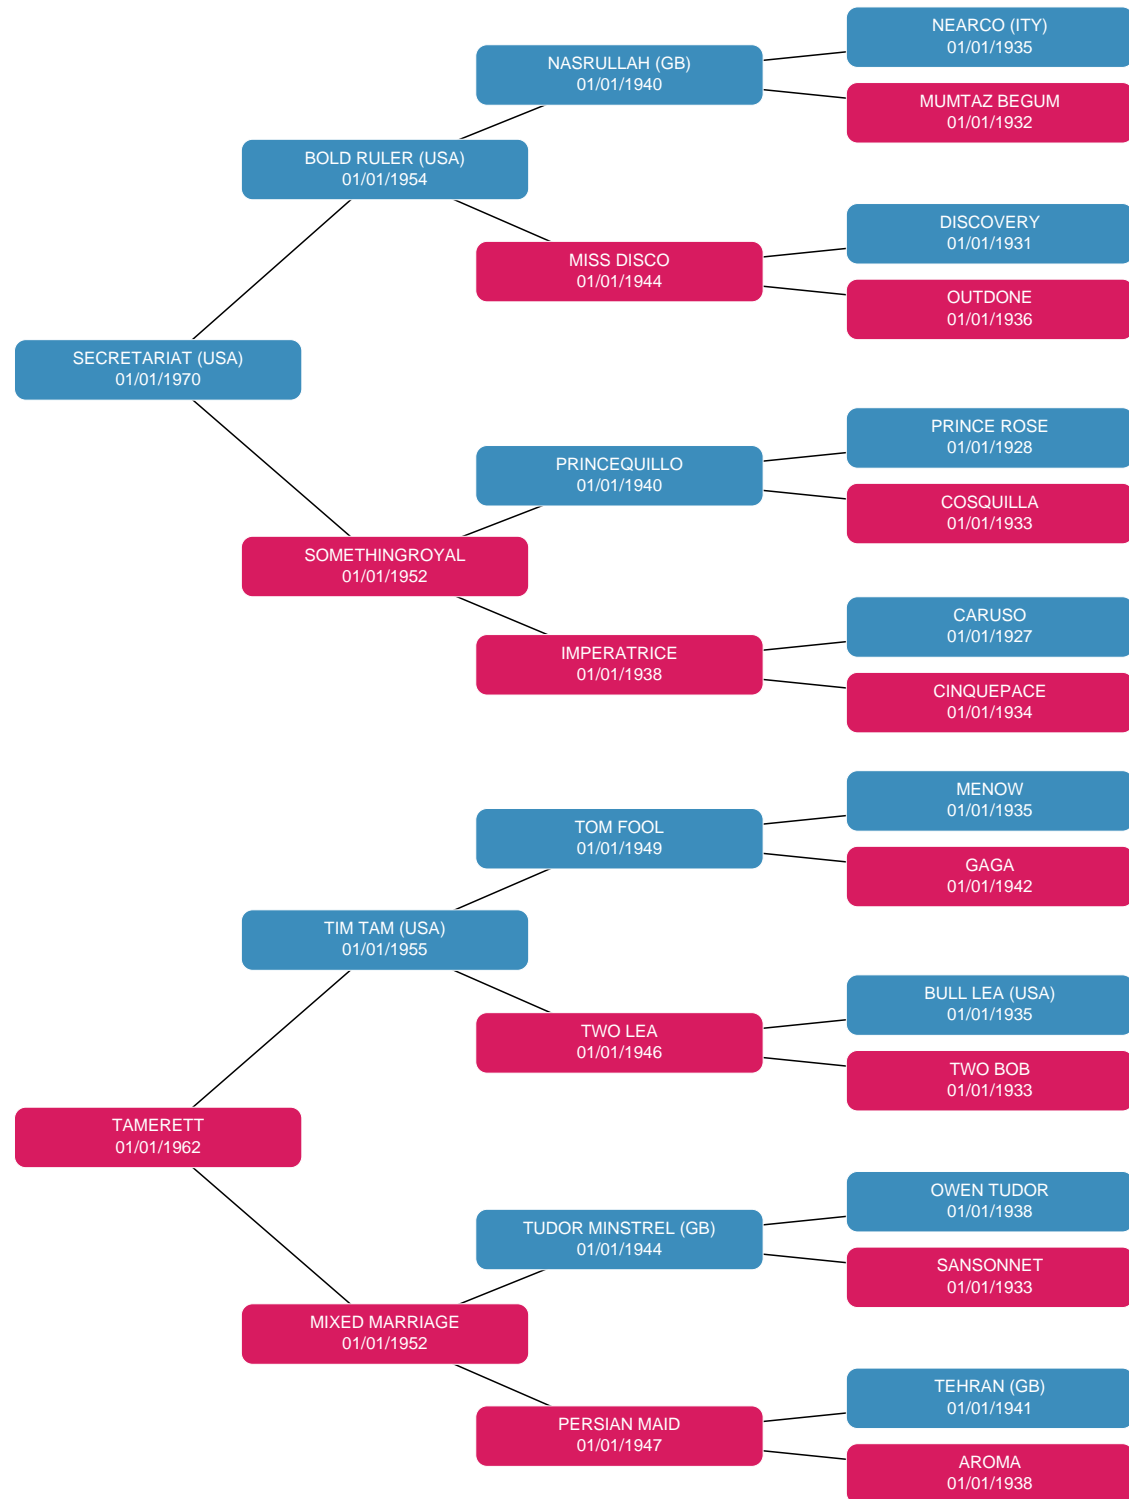 NEARCO (ITY)
01/01/1935
NASRULLAH (GB)
01/01/1940
MUMTAZ BEGUM
01/01/1932
BOLD RULER (USA)
01/01/1954
DISCOVERY
01/01/1931
MISS DISCO
01/01/1944
OUTDONE
01/01/1936
SECRETARIAT (USA)
01/01/1970
PRINCE ROSE
01/01/1928
PRINCEQUILLO
01/01/1940
COSQUILLA
01/01/1933
SOMETHINGROYAL
01/01/1952
CARUSO
01/01/1927
IMPERATRICE
01/01/1938
CINQUEPACE
01/01/1934
MENOW
01/01/1935
TOM FOOL
01/01/1949
GAGA
01/01/1942
TIM TAM (USA)
01/01/1955
BULL LEA (USA)
01/01/1935
TWO LEA
01/01/1946
TWO BOB
01/01/1933
TAMERETT
01/01/1962
OWEN TUDOR
01/01/1938
TUDOR MINSTREL (GB)
01/01/1944
SANSONNET
01/01/1933
MIXED MARRIAGE
01/01/1952
TEHRAN (GB)
01/01/1941
PERSIAN MAID
01/01/1947
AROMA
01/01/1938